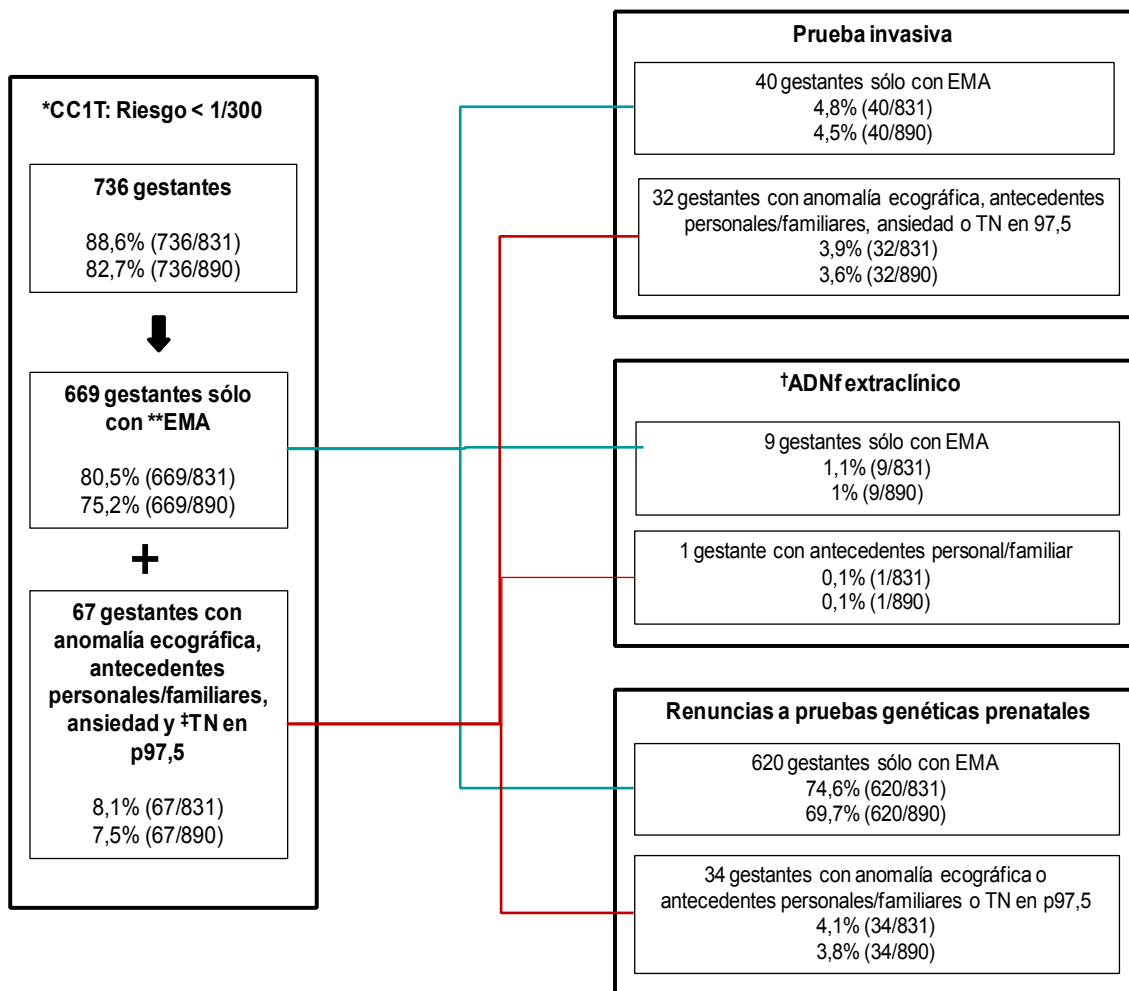 *CC1T: Riesgo < 1/300
736 gestantes
88,6% (736/831)
82,7% (736/890)
669 gestantes sólo
con **EMA
80,5% (669/831)
75,2% (669/890)
+
67 gestantes con
anomalía ecográfica,
antecedentes
personales/familiares,
ansiedad y ‡TN en
p97,5
8,1% (67/831)
7,5% (67/890)
Prueba invasiva
40 gestantes sólo con EMA
4,8% (40/831)
4,5% (40/890)
32 gestantes con anomalía ecográfica, antecedentes
personales/familiares, ansiedad o TN en 97,5
3,9% (32/831)
3,6% (32/890)
†ADNf extraclínico
9 gestantes sólo con EMA
1,1% (9/831)
1% (9/890)
1 gestante con antecedentes personal/familiar
0,1% (1/831)
0,1% (1/890)
Renuncias a pruebas genéticas prenatales
620 gestantes sólo con EMA
74,6% (620/831)
69,7% (620/890)
34 gestantes con anomalía ecográfica o
antecedentes personales/familiares o TN en p97,5
4,1% (34/831)
3,8% (34/890)